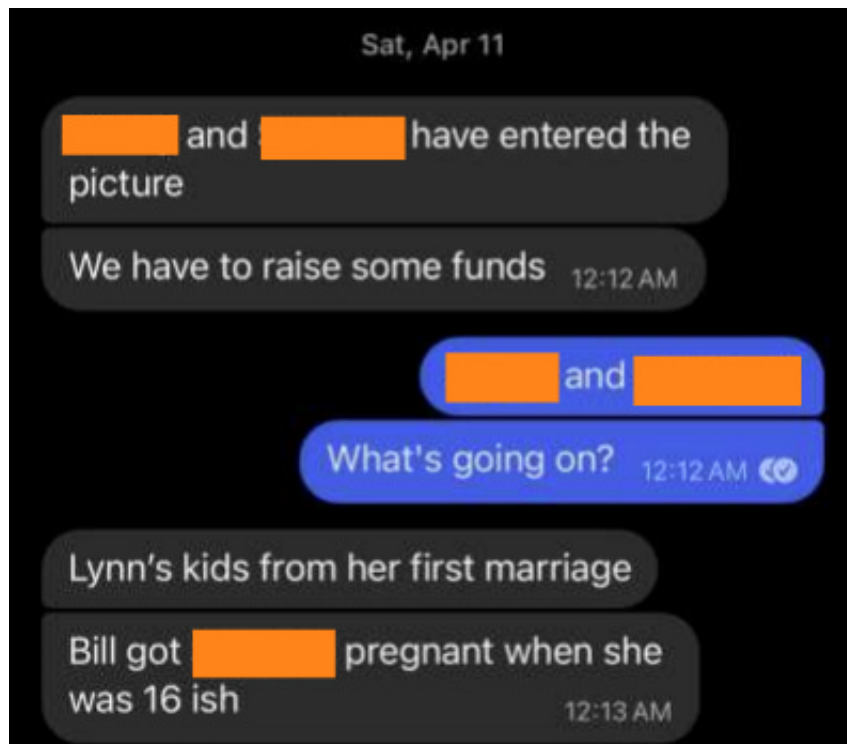 Sat, Apr 11
and have entered the
picture
We have to raise some funds 12:12 AM
and
What's going on? 12:12 AM
Lynn's kids from her first marriage
Bill got pregnant when she
was 16 ish 12:13 AM